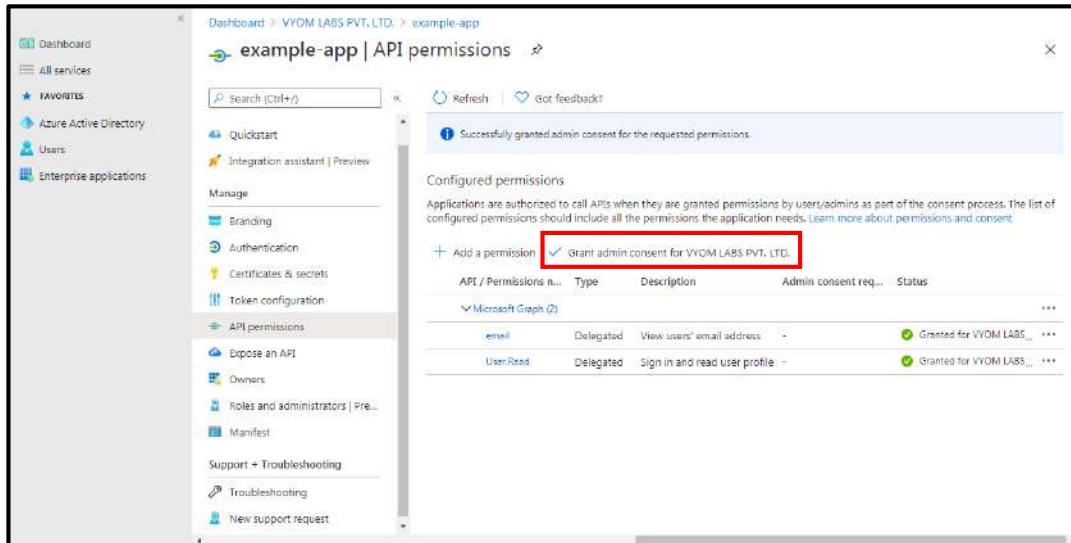 Dashboard > VYOM LABS PVT. LTD. > example-app
example-app | API permissions
Dashboard
All services
FAVORITES
Azure Active Directory
Users
Enterprise applications
Search (Ctrl+/)
Quickstart
Integration assistant | Preview
Manage
Branding
Authentication
Certificates & secrets
Token configuration
API permissions
Expose an API
Owners
Roles and administrators | Pre...
Manifest
Support + Troubleshooting
Troubleshooting
New support request
Refresh | Got feedback?
Successfully granted admin consent for the requested permissions.
Configured permissions
Applications are authorized to call APIs when they are granted permissions by users/admins as part of the consent process. The list of
configured permissions should include all the permissions the application needs. Learn more about permissions and consent
Add a permission Grant admin consent for VYOM LABS PVT. LTD.
API / Permissions n... Type Description Admin consent req... Status
Microsoft Graph (2) ...
email Delegated View users' email address - Granted for VYOM LABS... ...
User.Read Delegated Sign in and read user profile - Granted for VYOM LABS... ...